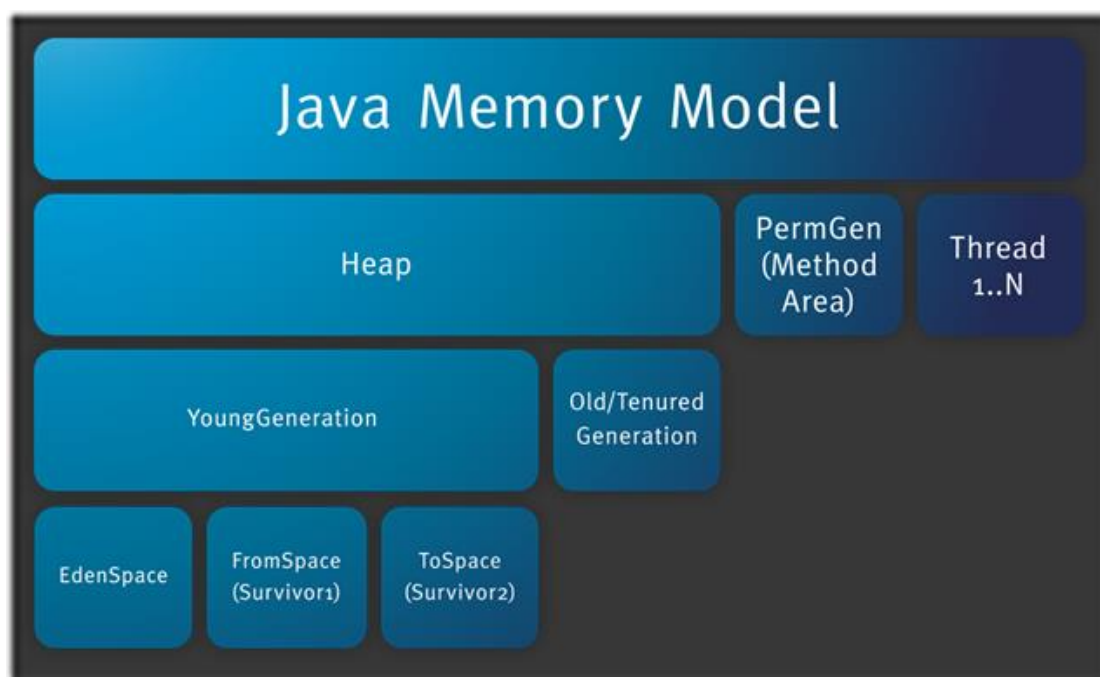 Java Memory Model
Heap
PermGen
(Method
Area)
Thread
1..N
YoungGeneration
Old/Tenured
Generation
EdenSpace
FromSpace
(Survivor1)
ToSpace
(Survivor2)